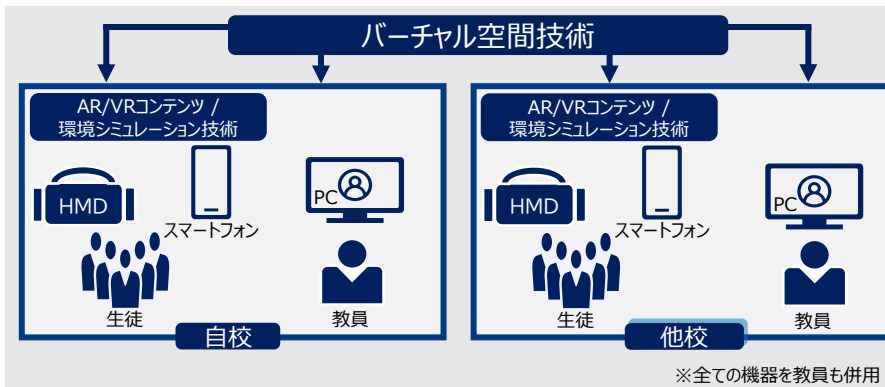 バーチャル空間技術
AR/VRコンテンツ /
環境シミュレーション技術
HMD
スマートフォン
PC
生徒
教員
自校
AR/VRコンテンツ /
環境シミュレーション技術
HMD
スマートフォン
PC
生徒
教員
他校
※全ての機器を教員も併用